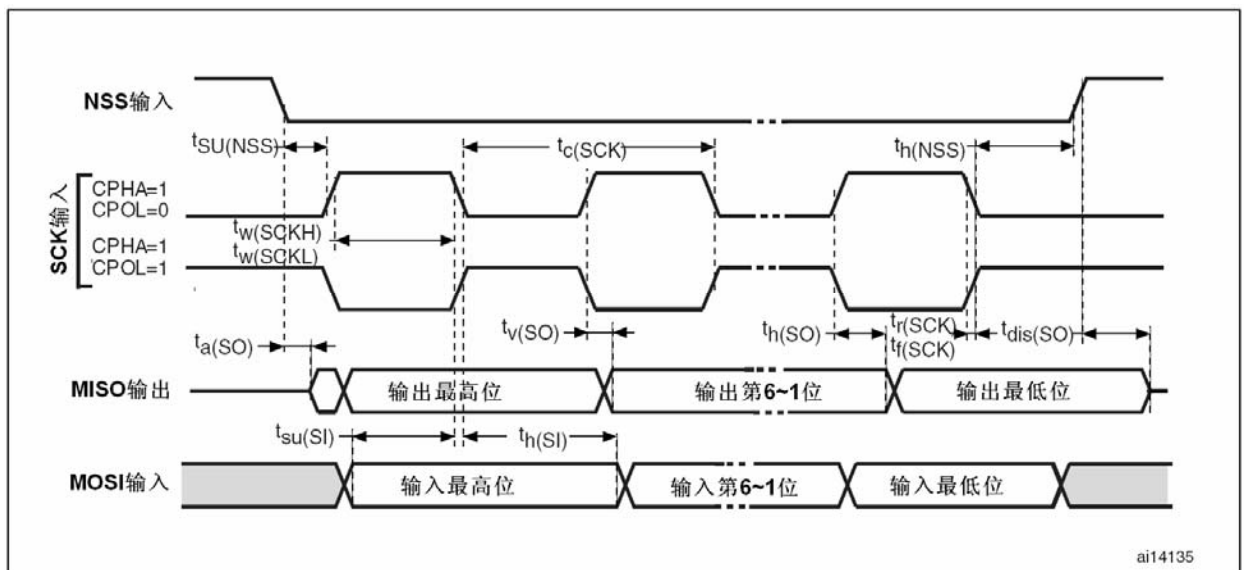 NSS输入
tSU(NSS)
tc(SCK)
th(NSS)
SCK输入
CPHA=1
CPOL=0
tw(SCKH)
tw(SCKL)
CPHA=1
CPOL=1
ta(SO)
tv(SO)
th(SO)
tr(SCK)
tf(SCK)
tdis(SO)
MISO输出
输出最高位
输出第6~1位
输出最低位
tsu(SI)
th(SI)
MOSI输入
输入最高位
输入第6~1位
输入最低位
ai14135